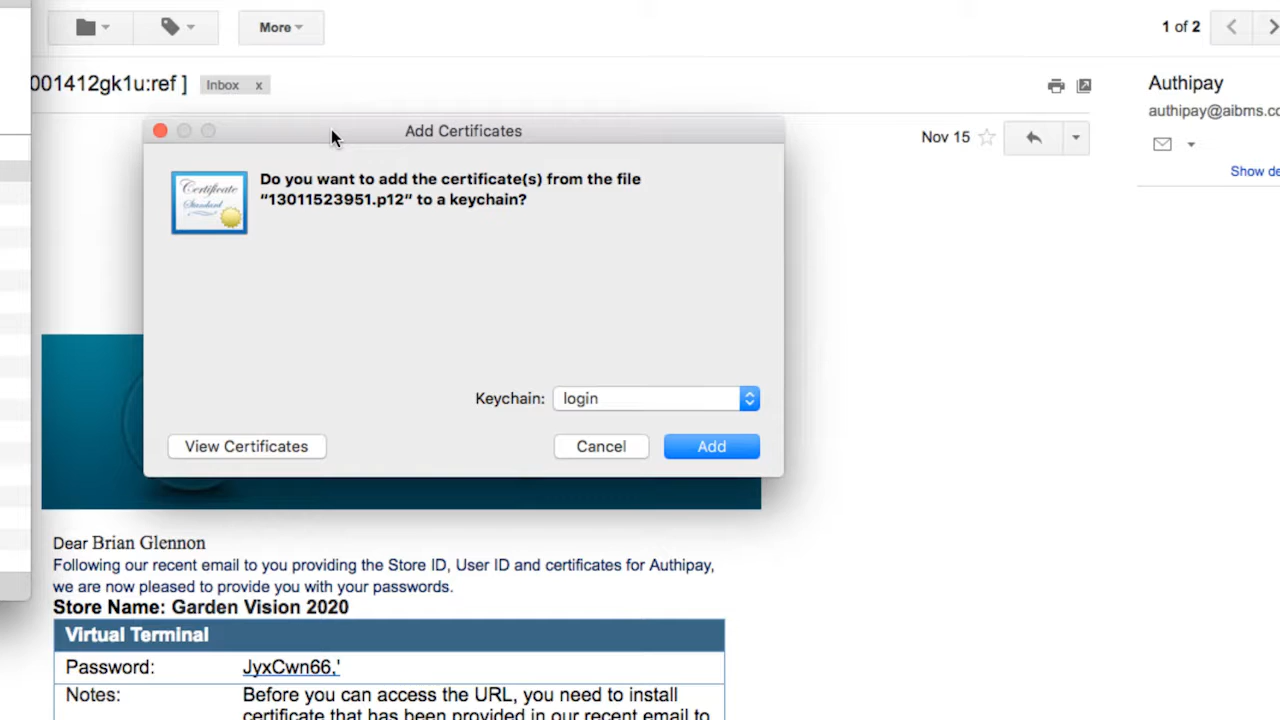 More
1 of 2
001412gk1u:ref ]
Inbox x
Authipay
authipay@aibms.co
Add Certificates
Nov 15
Show de
Certificate
Standard
Do you want to add the certificate(s) from the file
“13011523951.p12“ to a keychain?
Keychain: login
View Certificates
Cancel
Add
Dear Brian Glennon
Following our recent email to you providing the Store ID, User ID and certificates for Authipay,
we are now pleased to provide you with your passwords.
Store Name: Garden Vision 2020
Virtual Terminal
Password: JyxCwn66,'
Notes: Before you can access the URL, you need to install
certificate that has been provided in our recent email to